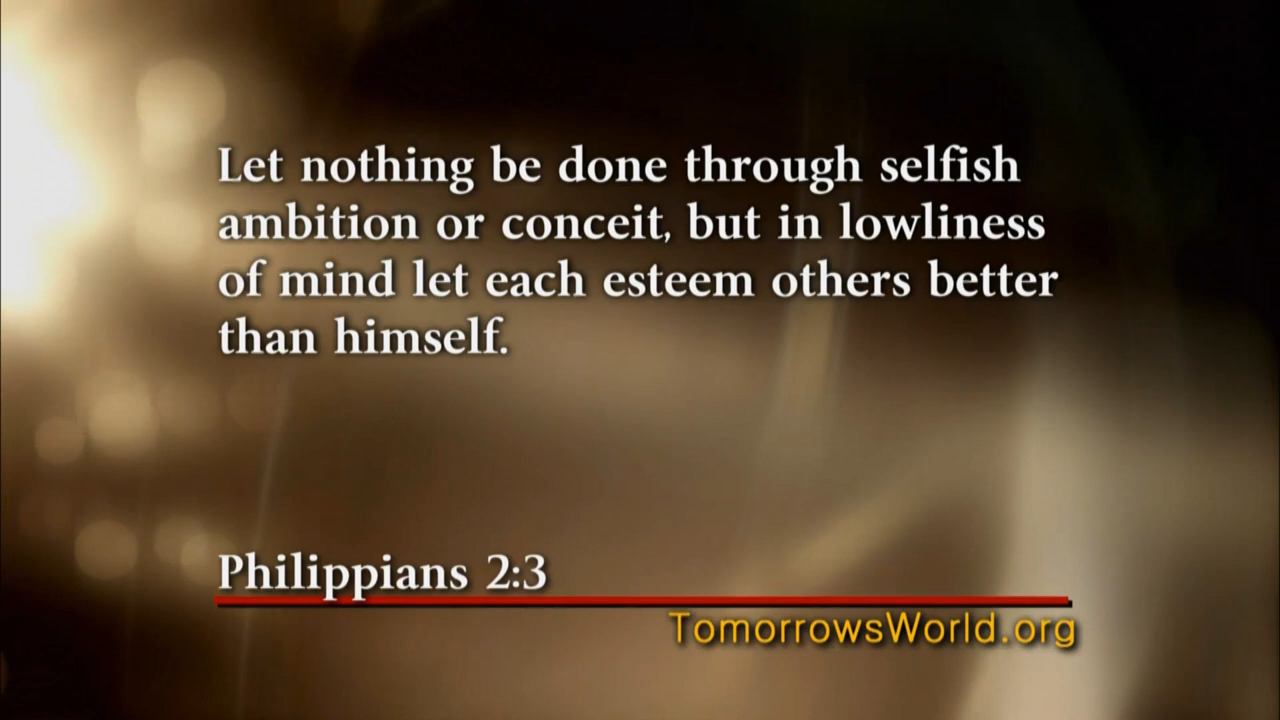 Let nothing be done through selfish
ambition or conceit, but in lowliness
of mind let each esteem others better
than himself.
Philippians 2:3
TomorrowsWorld.org